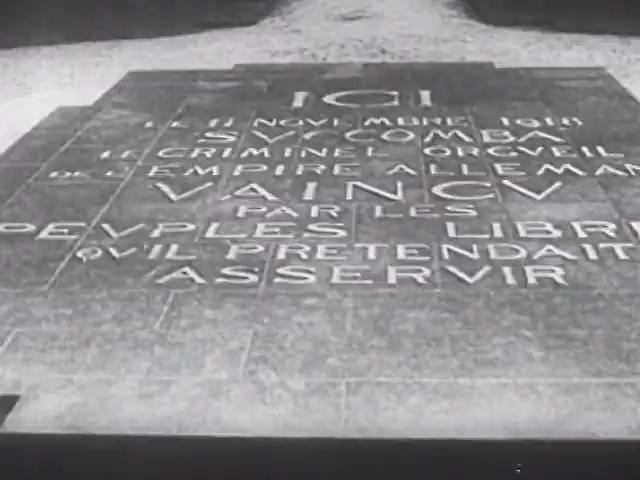 ICI
LE 11 NOVEMBRE 1918
SVCCOMBA
LE CRIMINEL ORGVEIL
DE L'EMPIRE ALLEMAN
VAINCV
PAR LES
PEVPLES LIBRE
QV'IL PRETENDAIT
ASSERVIR